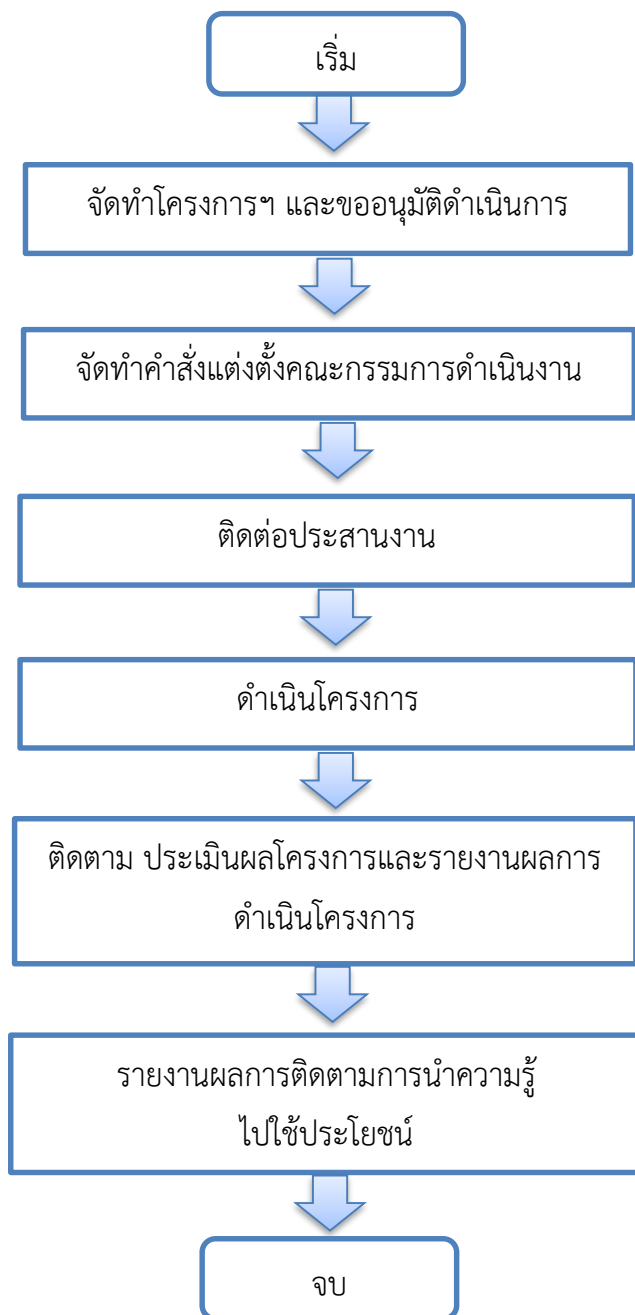 เริ่ม
จัดทำโครงการฯ และขออนุมัติดำเนินการ
จัดทำคำสั่งแต่งตั้งคณะกรรมการดำเนินงาน
ติดต่อประสานงาน
ดำเนินโครงการ
ติดตาม ประเมินผลโครงการและรายงานผลการ
ดำเนินโครงการ
รายงานผลการติดตามการนำความรู้
ไปใช้ประโยชน์
จบ